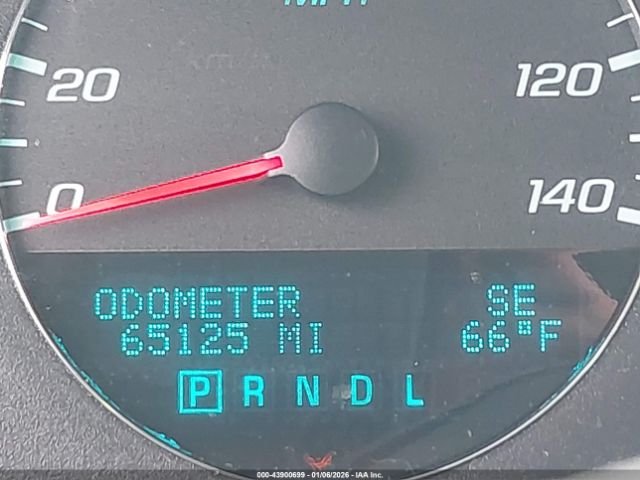 MPH
20
120
0
140
ODOMETER SE
65125 MI 66°F
P R N D L
000-43900699 - 01/06/2026 - IAA Inc.